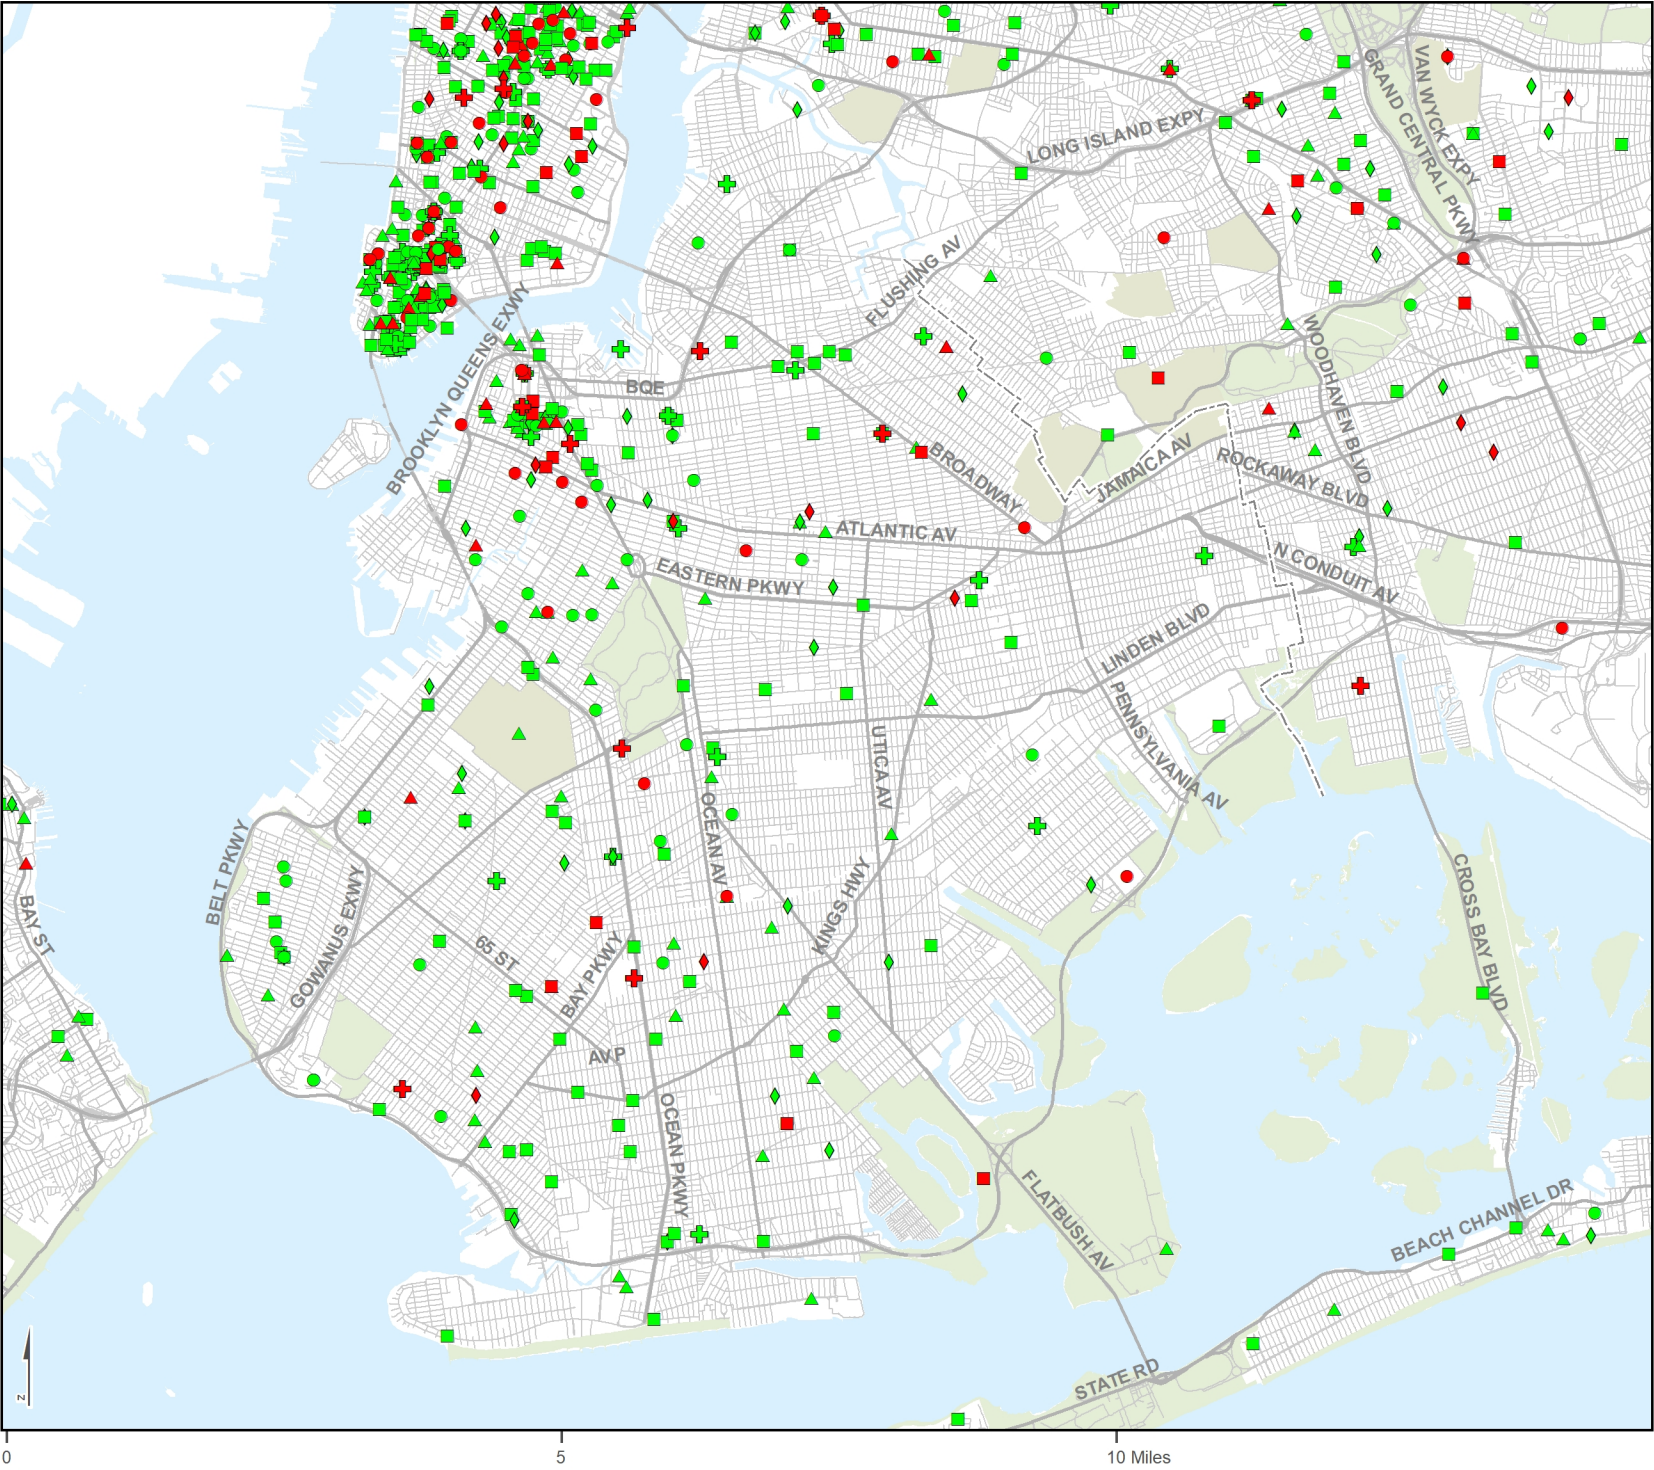 GRAND CENTRAL PKWY
VAN WYCK EXPY
LONG ISLAND EXPY
FLUSHING AV
BROOKLYN QUEENS EXWY
BQE
WOODHAVEN BLVD
BROADWAY
JAMAICA AV
ROCKAWAY BLVD
ATLANTIC AV
EASTERN PKWY
N CONDUIT AV
LINDEN BLVD
PENNSYLVANIA AV
UTICA AV
OCEAN AV
BELT PKWY
GOWANUS EXWY
KINGS HWY
CROSS BAY BLVD
BAY ST
65 ST
BAY PKWY
AV P
OCEAN PKWY
FLATBUSH AV
BEACH CHANNEL DR
STATE RD
z
0 5 10 Miles